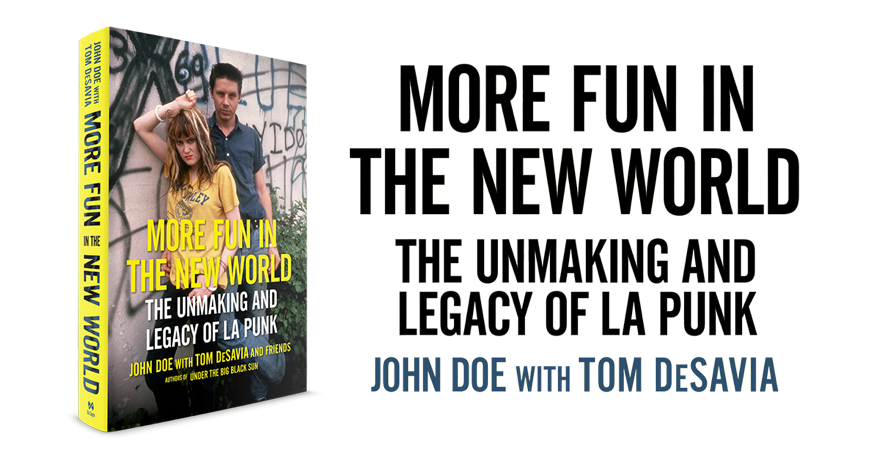 JOHN DOE WITH
TOM DeSAVIA
MORE FUN IN THE NEW WORLD
MORE FUN IN
THE NEW WORLD
THE UNMAKING AND
LEGACY OF LA PUNK
JOHN DOE WITH TOM DeSAVIA AND FRIENDS
AUTHORS OF UNDER THE BIG BLACK SUN
MORE FUN IN
THE NEW WORLD
THE UNMAKING AND
LEGACY OF LA PUNK
JOHN DOE WITH TOM DeSAVIA